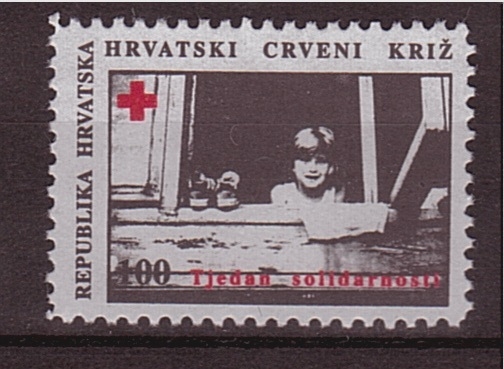 HRVATSKI CRVENI KRIŽ
REPUBLIKA HRVATSKA
100 Tjedan solidarnosti